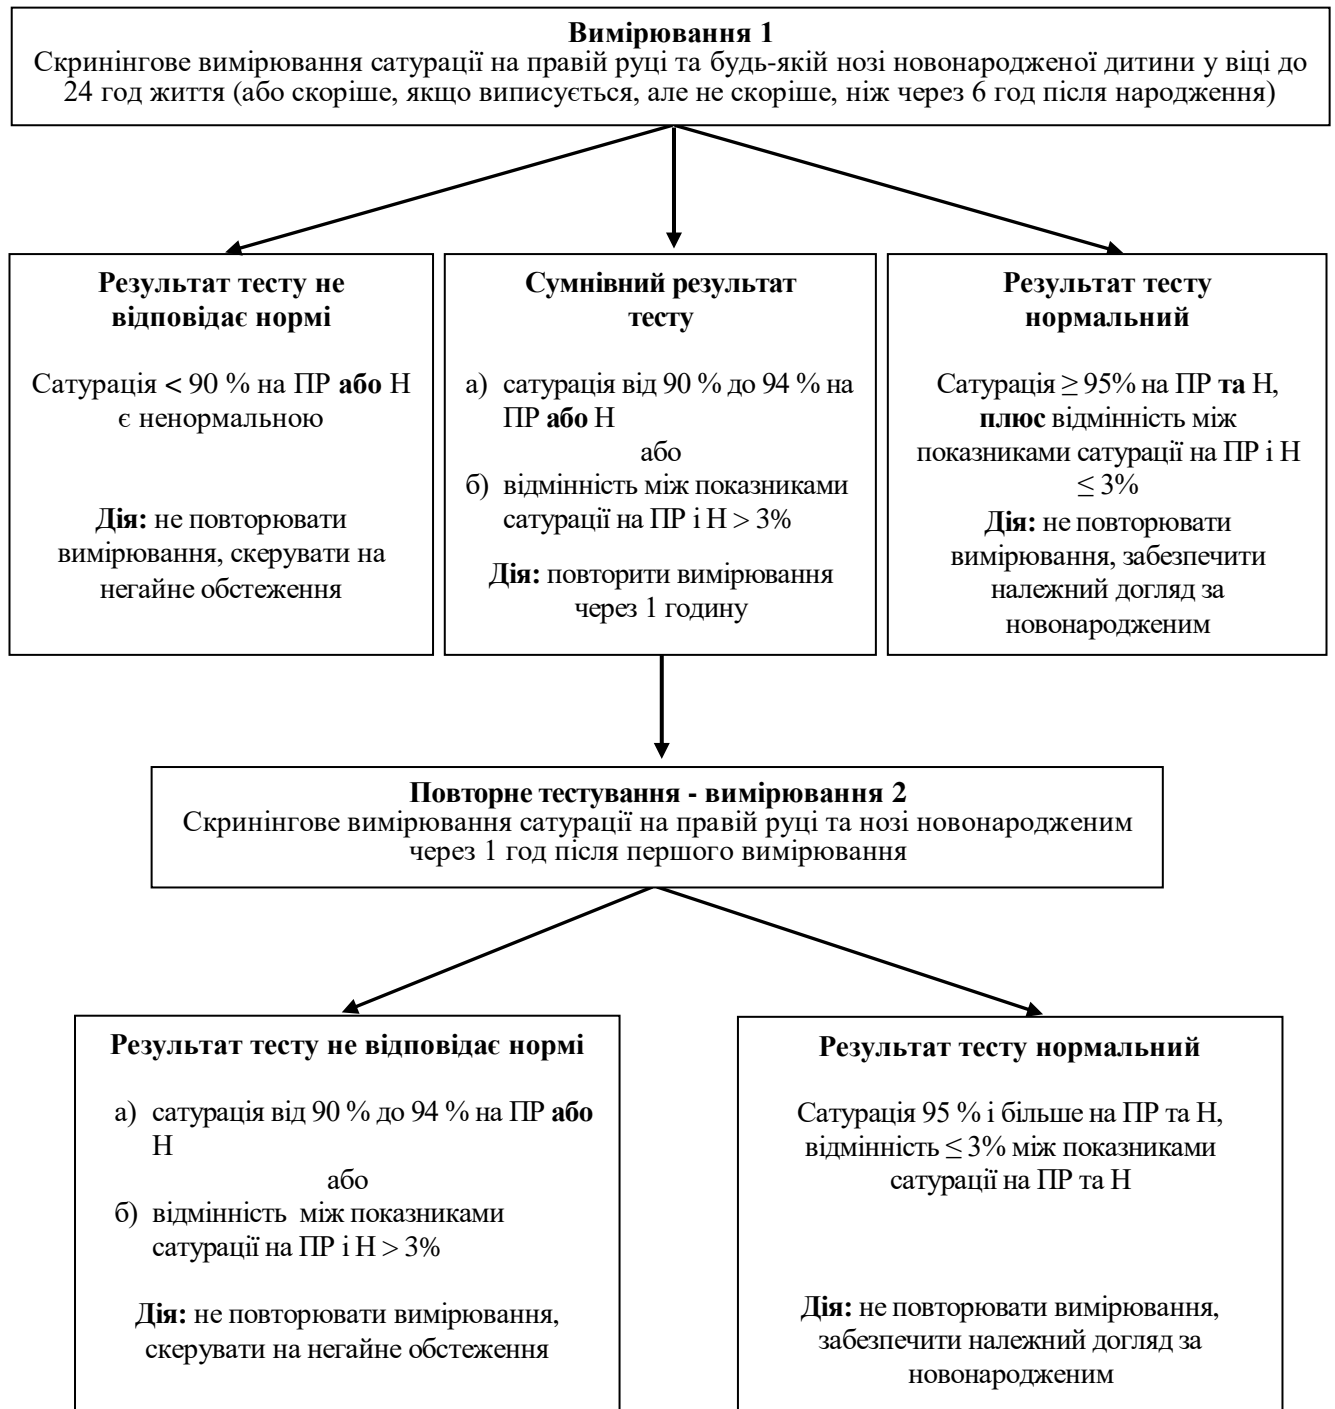 Вимірювання 1
Скринінгове вимірювання сатурації на правій руці та будь-якій нозі новонародженої дитини у віці до
24 год життя (або скоріше, якщо виписується, але не скоріше, ніж через 6 год після народження)
Результат тесту не
відповідає нормі
Сатурація < 90 % на ПР або Н
є ненормальною
Дія: не повторювати
вимірювання, скерувати на
негайне обстеження
Сумнівний результат
тесту
а) сатурація від 90 % до 94 % на
ПР або Н
або
б) відмінність між показниками
сатурації на ПР і Н > 3%
Дія: повторити вимірювання
через 1 годину
Результат тесту
нормальний
Сатурація ≥ 95% на ПР та Н,
плюс відмінність між
показниками сатурації на ПР і Н
≤ 3%
Дія: не повторювати
вимірювання, забезпечити
належний догляд за
новонародженим
Повторне тестування - вимірювання 2
Скринінгове вимірювання сатурації на правій руці та нозі новонародженим
через 1 год після першого вимірювання
Результат тесту не відповідає нормі
а) сатурація від 90 % до 94 % на ПР або
Н
або
б) відмінність між показниками
сатурації на ПР і Н > 3%
Дія: не повторювати вимірювання,
скерувати на негайне обстеження
Результат тесту нормальний
Сатурація 95 % і більше на ПР та Н,
відмінність ≤ 3% між показниками
сатурації на ПР та Н
Дія: не повторювати вимірювання,
забезпечити належний догляд за
новонародженим